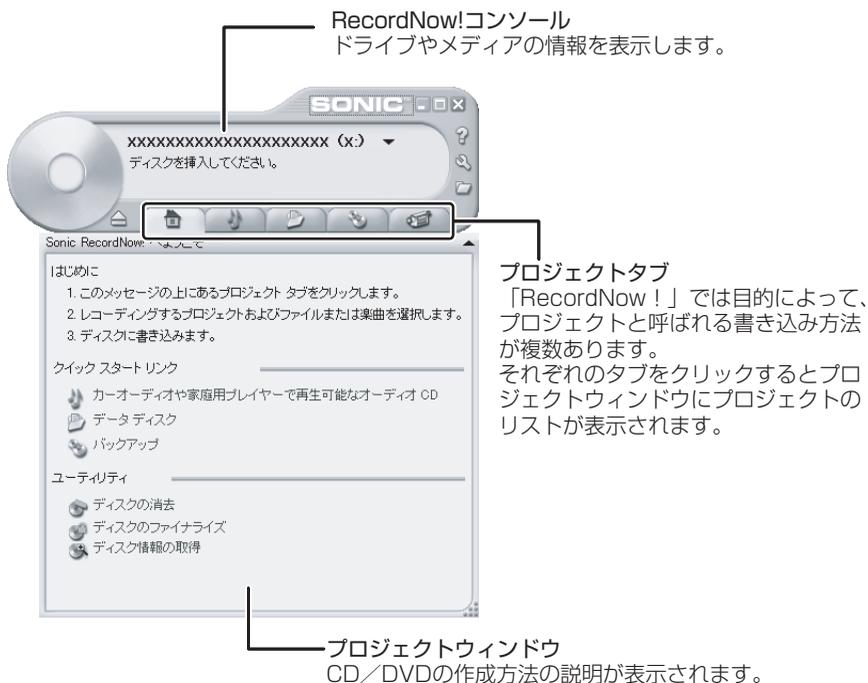 RecordNow!コンソール
ドライブやメディアの情報を表示します。
SONIC
xxxxxxxxxxxxxxxxxxxxx (x:)
ディスクを挿入してください。
Sonic RecordNow! へようこそ
はじめに
1. このメッセージの上にあるプロジェクト タブをクリックします。
2. レコーディングするプロジェクトおよびファイルまたは楽曲を選択します。
3. ディスクに書き込みます。
クイック スタート リンク
カーオーディオや家庭用プレイヤーで再生可能なオーディオ CD
データ ディスク
バックアップ
ユーティリティ
ディスクの消去
ディスクのファイナライズ
ディスク情報の取得
プロジェクトタブ
「RecordNow!」では目的によって、
プロジェクトと呼ばれる書き込み方法
が複数あります。
それぞれのタブをクリックするとプロ
ジェクトウィンドウにプロジェクトの
リストが表示されます。
プロジェクトウィンドウ
CD/DVDの作成方法の説明が表示されます。